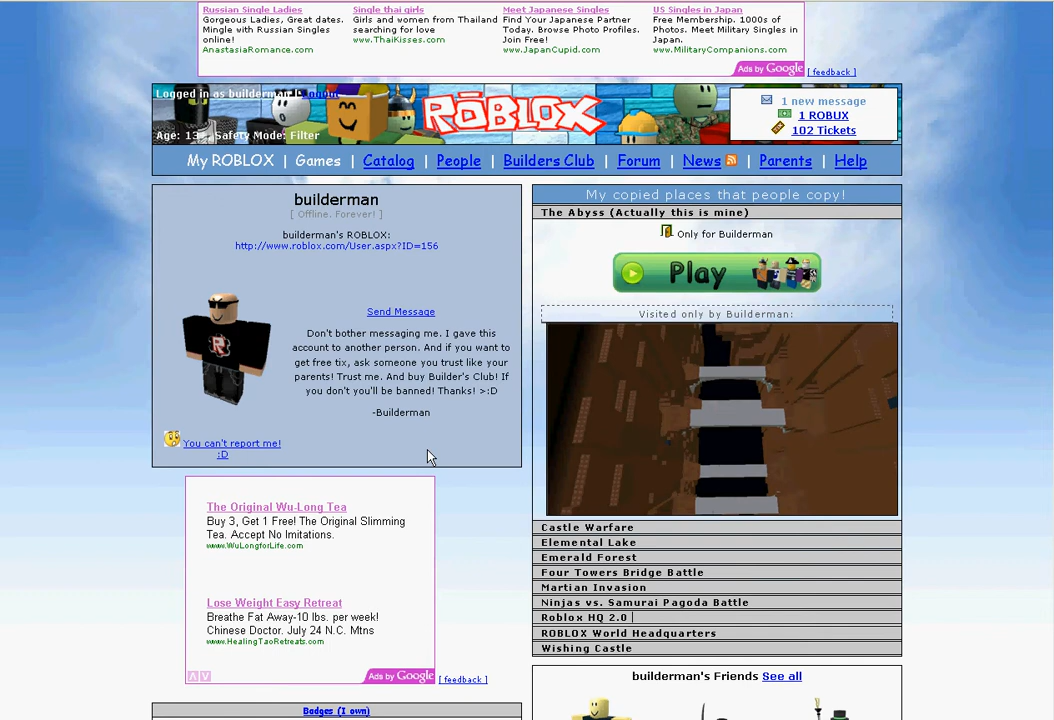 Russian Single Ladies
Gorgeous Ladies, Great dates.
Mingle with Russian Singles
online!
AnastasiaRomance.com
Single thai girls
Girls and women from Thailand
searching for love
www.ThaiKisses.com
Meet Japanese Singles
Find Your Japanese Partner
Today. Browse Photo Profiles.
Join Free!
www.JapanCupid.com
US Singles in Japan
Free Membership. 1000s of
Photos. Meet Military Singles in
Japan.
www.MilitaryCompanions.com
Ads by Google
[ feedback ]
Logged in as builderman | Logout
Age: 13+, Safety Mode: Filter
ROBLOX
1 new message
1 ROBUX
102 Tickets
My ROBLOX | Games | Catalog | People | Builders Club | Forum | News | Parents | Help
builderman
[ Offline. Forever! ]
builderman's ROBLOX:
http://www.roblox.com/User.aspx?ID=156
Send Message
Don't bother messaging me. I gave this
account to another person. And if you want to
get free tix, ask someone you trust like your
parents! Trust me. And buy Builder's Club! If
you don't you'll be banned! Thanks! >:D
-Builderman
You can't report me!
:D
The Original Wu-Long Tea
Buy 3, Get 1 Free! The Original Slimming
Tea. Accept No Imitations.
www.WuLongforLife.com
Lose Weight Easy Retreat
Breathe Fat Away-10 lbs. per week!
Chinese Doctor. July 24 N.C. Mtns
www.HealingTaoRetreats.com
Ads by Google
[ feedback ]
Badges (I own)
My copied places that people copy!
The Abyss (Actually this is mine)
Only for Builderman
Play
Visited only by Builderman:
Castle Warfare
Elemental Lake
Emerald Forest
Four Towers Bridge Battle
Martian Invasion
Ninjas vs. Samurai Pagoda Battle
Roblox HQ 2.0
ROBLOX World Headquarters
Wishing Castle
builderman's Friends See all